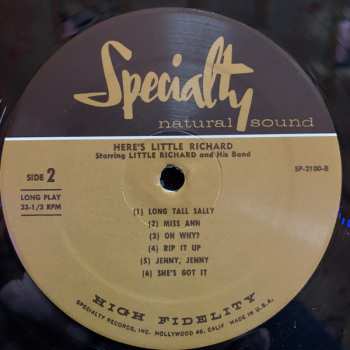 Specialty
natural sound
HERE'S LITTLE RICHARD
Starring LITTLE RICHARD and His Band
SIDE 2
SP-2100-B
LONG PLAY
33-1/3 RPM
(1) LONG TALL SALLY
(2) MISS ANN
(3) OH WHY?
(4) RIP IT UP
(5) JENNY, JENNY
(6) SHE'S GOT IT
HIGH FIDELITY
SPECIALTY RECORDS, INC. HOLLYWOOD 46, CALIF. MADE IN U.S.A.